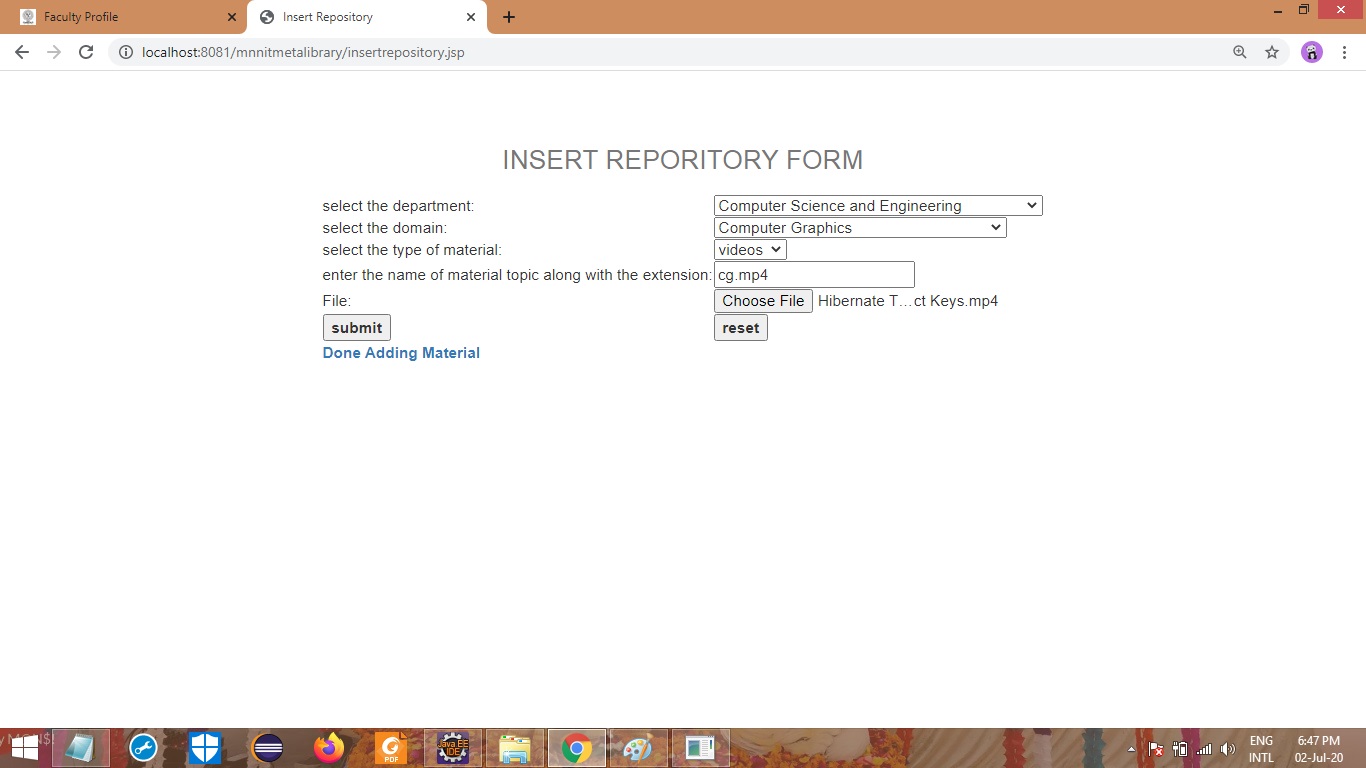 Faculty Profile
Insert Repository
localhost:8081/mnnitmetalibrary/insertrepository.jsp
INSERT REPORITORY FORM
select the department: Computer Science and Engineering
select the domain: Computer Graphics
select the type of material: videos
enter the name of material topic along with the extension: cg.mp4
File: Choose File Hibernate T…ct Keys.mp4
submit reset
Done Adding Material
PDF
Java EE
IDE
ENG 6:47 PM
INTL 02-Jul-20